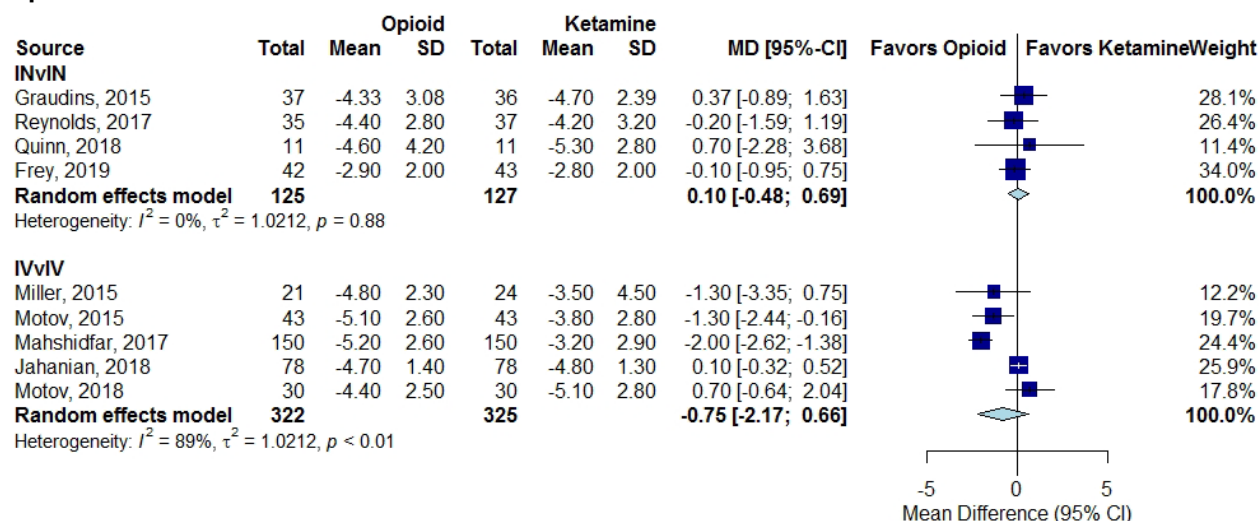 Opioid Ketamine
Source Total Mean SD Total Mean SD MD [95%-CI] Favors Opioid Favors Ketamine Weight
INvIN
Graudins, 2015 37 -4.33 3.08 36 -4.70 2.39 0.37 [-0.89; 1.63] 28.1%
Reynolds, 2017 35 -4.40 2.80 37 -4.20 3.20 -0.20 [-1.59; 1.19] 26.4%
Quinn, 2018 11 -4.60 4.20 11 -5.30 2.80 0.70 [-2.28; 3.68] 11.4%
Frey, 2019 42 -2.90 2.00 43 -2.80 2.00 -0.10 [-0.95; 0.75] 34.0%
Random effects model 125 127 0.10 [-0.48; 0.69] 100.0%
Heterogeneity: I² = 0%, τ² = 1.0212, p = 0.88
IVvIV
Miller, 2015 21 -4.80 2.30 24 -3.50 4.50 -1.30 [-3.35; 0.75] 12.2%
Motov, 2015 43 -5.10 2.60 43 -3.80 2.80 -1.30 [-2.44; -0.16] 19.7%
Mahshidfar, 2017 150 -5.20 2.60 150 -3.20 2.90 -2.00 [-2.62; -1.38] 24.4%
Jahanian, 2018 78 -4.70 1.40 78 -4.80 1.30 0.10 [-0.32; 0.52] 25.9%
Motov, 2018 30 -4.40 2.50 30 -5.10 2.80 0.70 [-0.64; 2.04] 17.8%
Random effects model 322 325 -0.75 [-2.17; 0.66] 100.0%
Heterogeneity: I² = 89%, τ² = 1.0212, p < 0.01
-5 0 5
Mean Difference (95% CI)